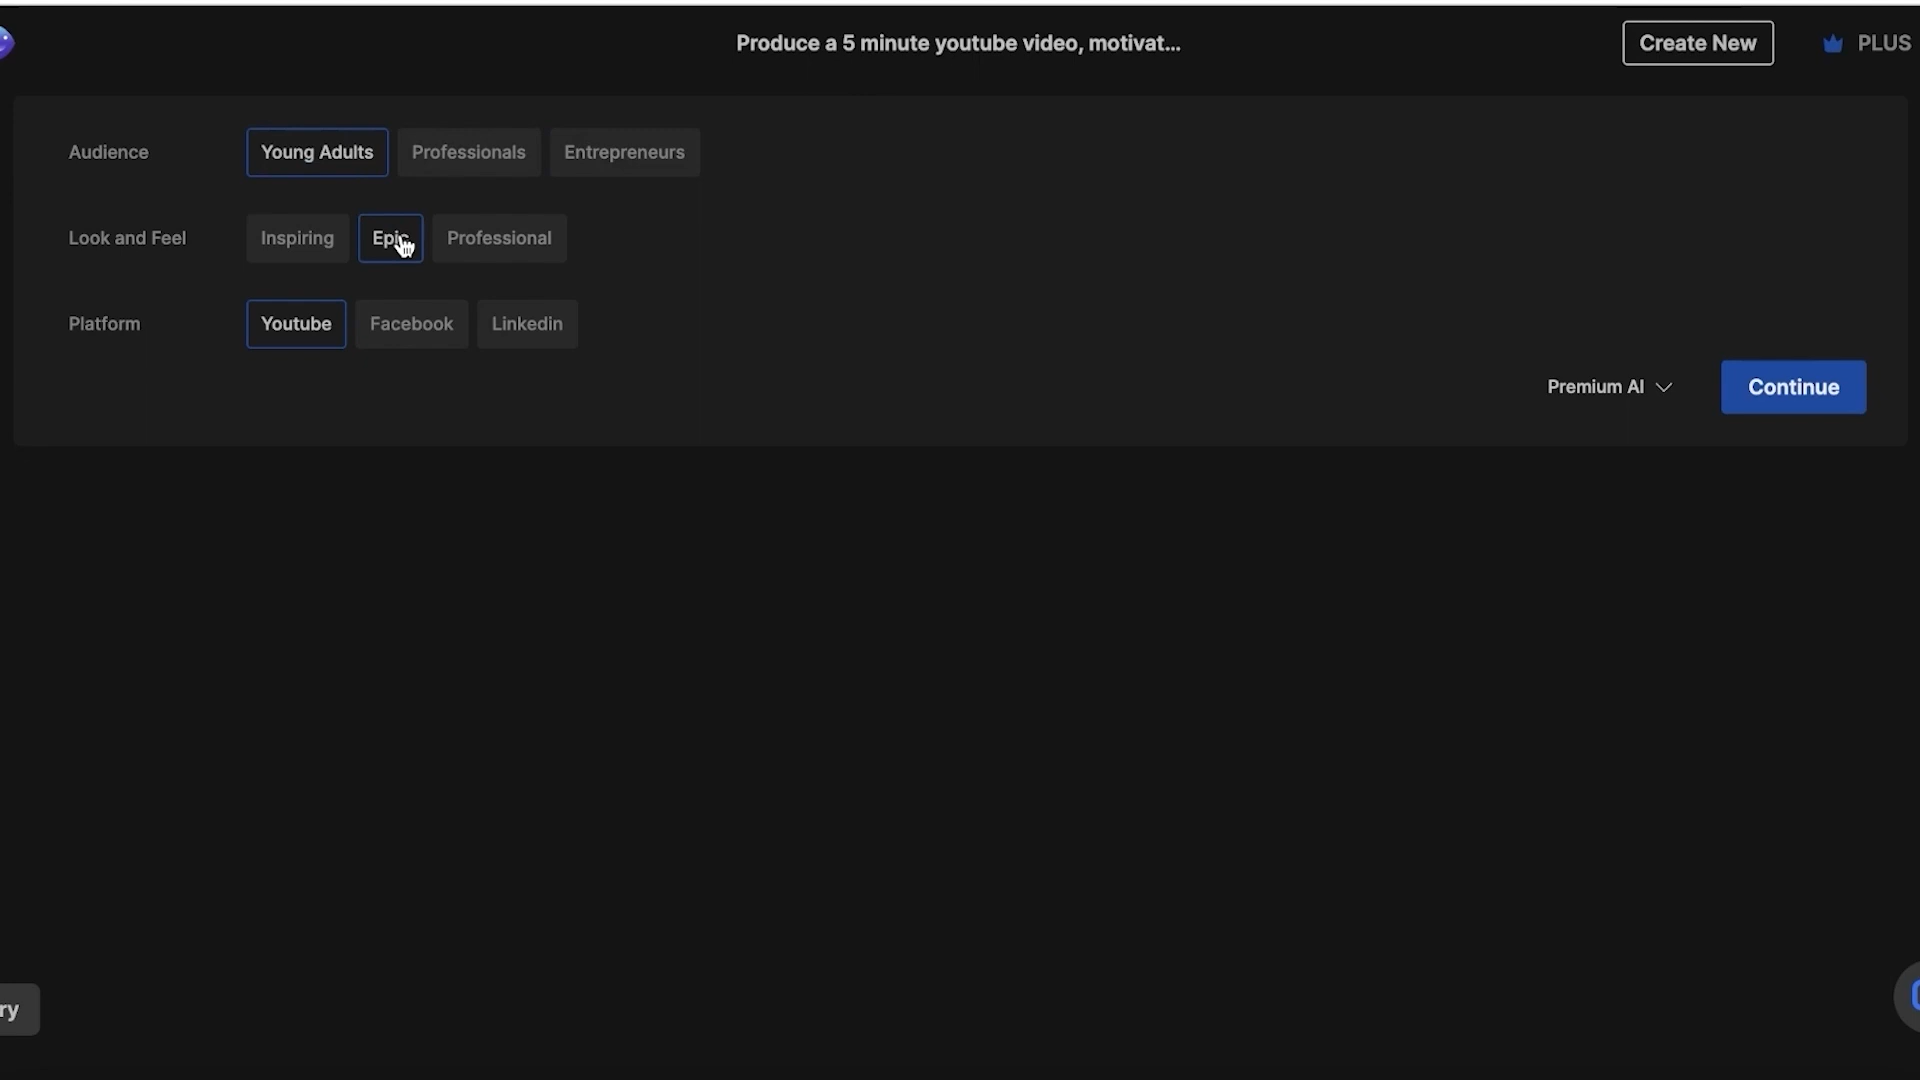 Produce a 5 minute youtube video, motivat...
Create New
PLUS
Audience
Young Adults
Professionals
Entrepreneurs
Look and Feel
Inspiring
Epic
Professional
Platform
Youtube
Facebook
Linkedin
Premium AI
Continue
ry